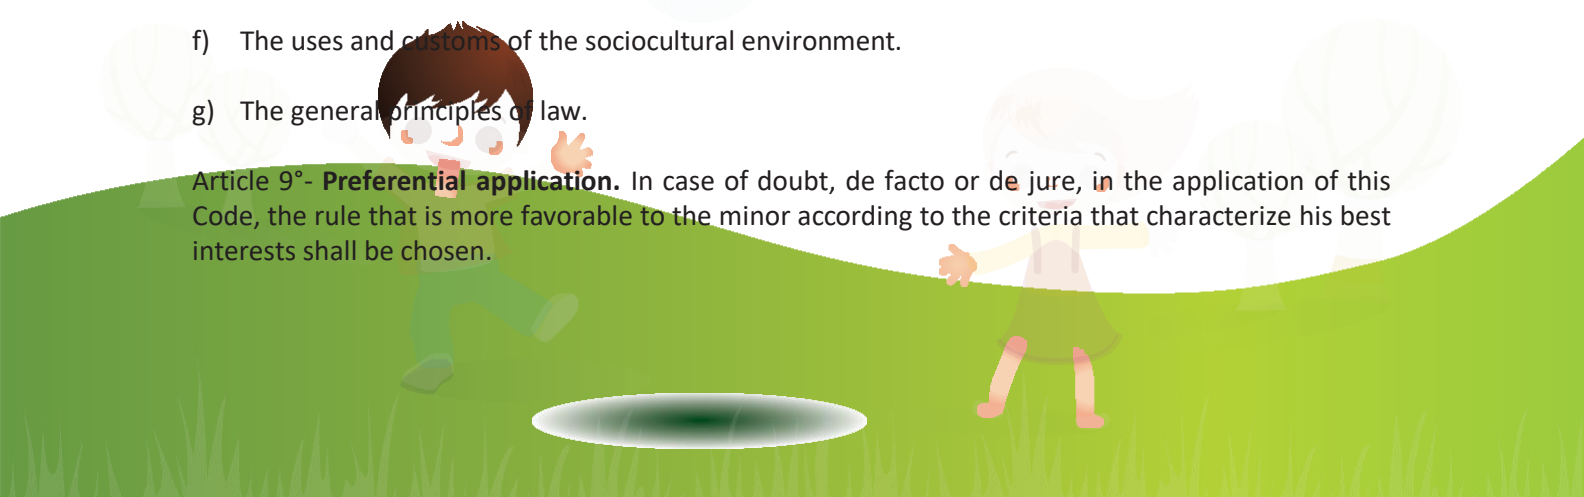 f) The uses and customs of the sociocultural environment.
g) The general principles of law.
Article 9°- Preferential application. In case of doubt, de facto or de jure, in the application of this
Code, the rule that is more favorable to the minor according to the criteria that characterize his best
interests shall be chosen.